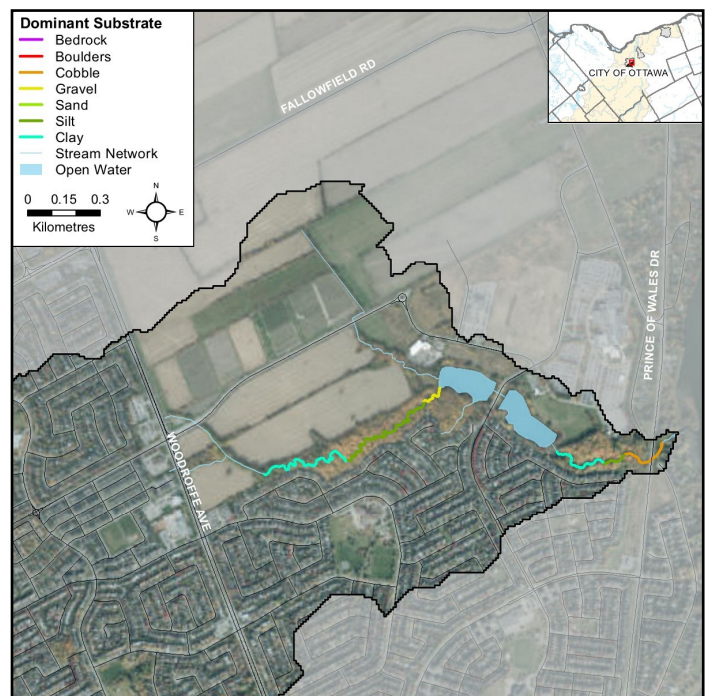 Dominant Substrate
Bedrock
Boulders
Cobble
Gravel
Sand
Silt
Clay
Stream Network
Open Water
0 0.15 0.3
Kilometres
N
W E
S
CITY OF OTTAWA
FALLOWFIELD RD
PRINCE OF WALES DR
WOODROFFE AVE